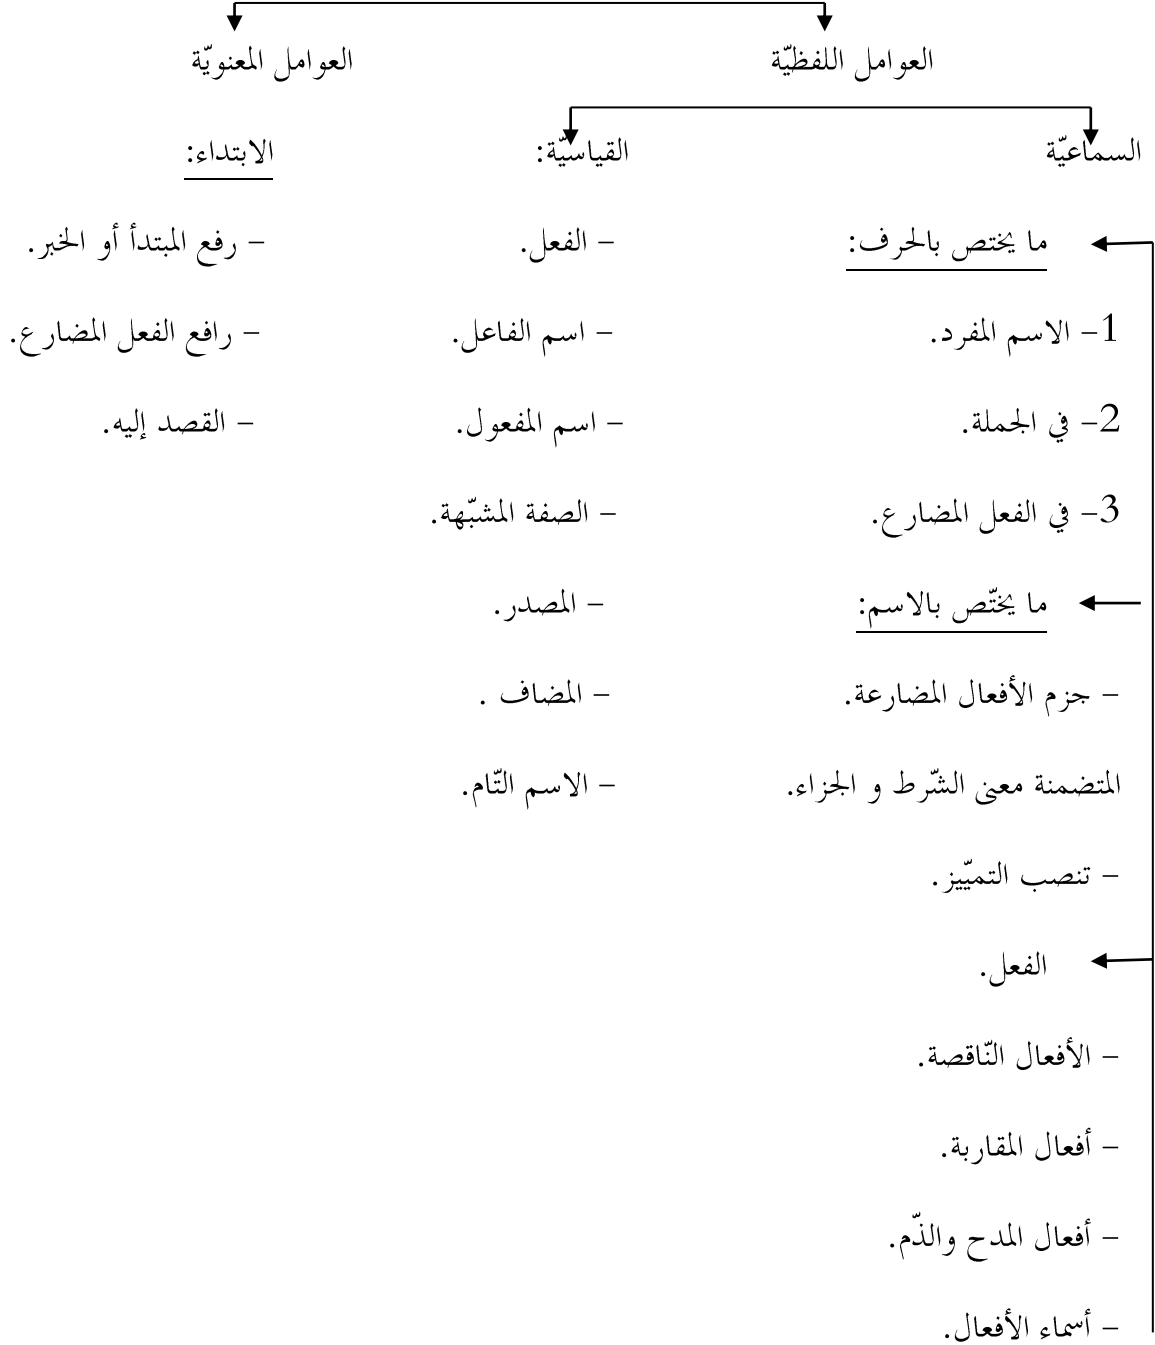 العوامل اللفظيّة
العوامل المعنويّة
السماعيّة
القياسيّة:
الابتداء:
ما يختص بالحرف:
– الفعل.
– رفع المبتدأ أو الخبر.
1– الاسم المفرد.
– اسم الفاعل.
– رافع الفعل المضارع.
2– في الجملة.
– اسم المفعول.
– القصد إليه.
3– في الفعل المضارع.
– الصفة المشبّهة.
ما يختّص بالاسم:
– المصدر.
– جزم الأفعال المضارعة.
– المضاف .
المتضمنة معنى الشّرط و الجزاء.
– الاسم التّام.
– تنصب التميّيز.
الفعل.
– الأفعال النّاقصة.
– أفعال المقاربة.
– أفعال المدح والذّم.
– أسماء الأفعال.